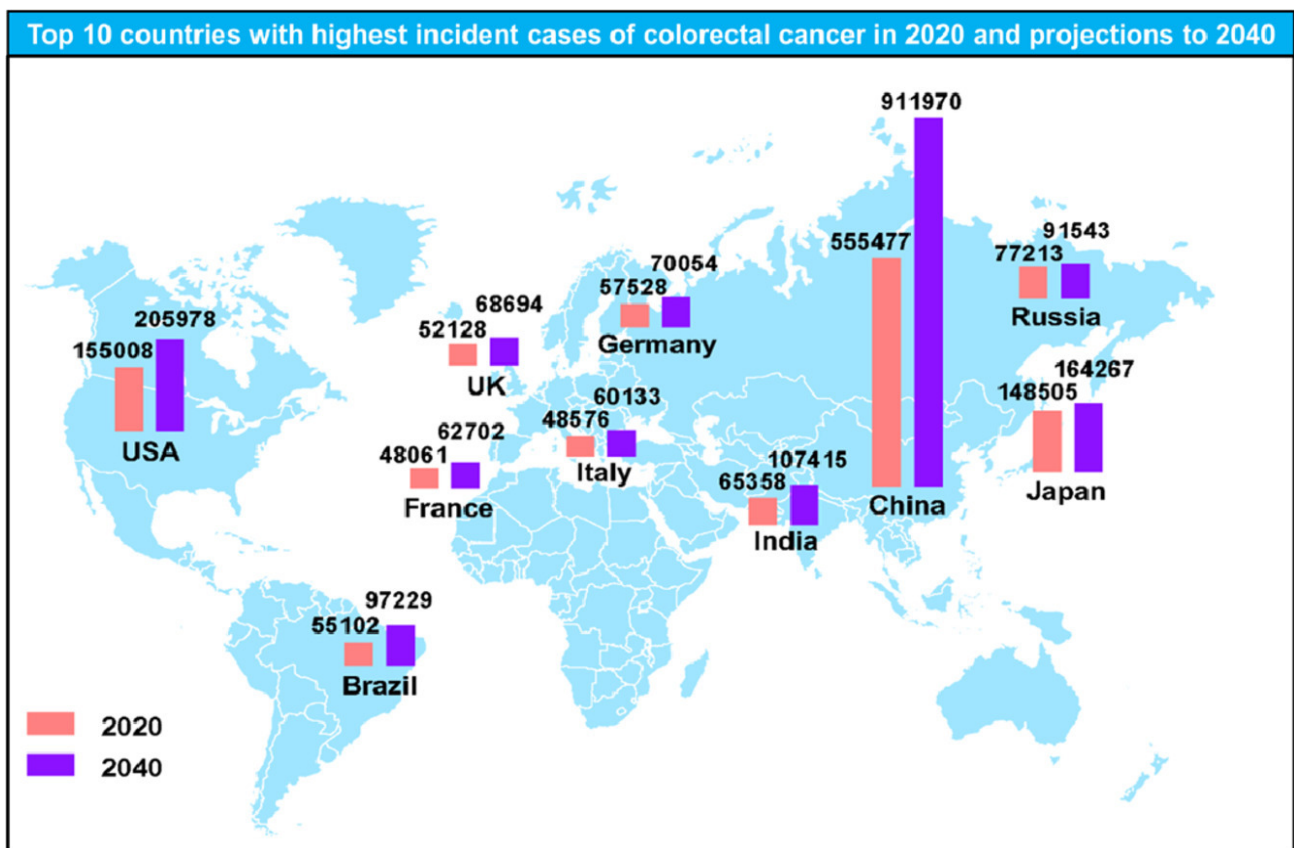 Top 10 countries with highest incident cases of colorectal cancer in 2020 and projections to 2040
911970
555477
China
91543
77213
Russia
70054
57528
Germany
68694
52128
UK
205978
155008
USA
60133
48576
Italy
62702
48061
France
107415
65358
India
164267
148505
Japan
97229
55102
Brazil
2020
2040